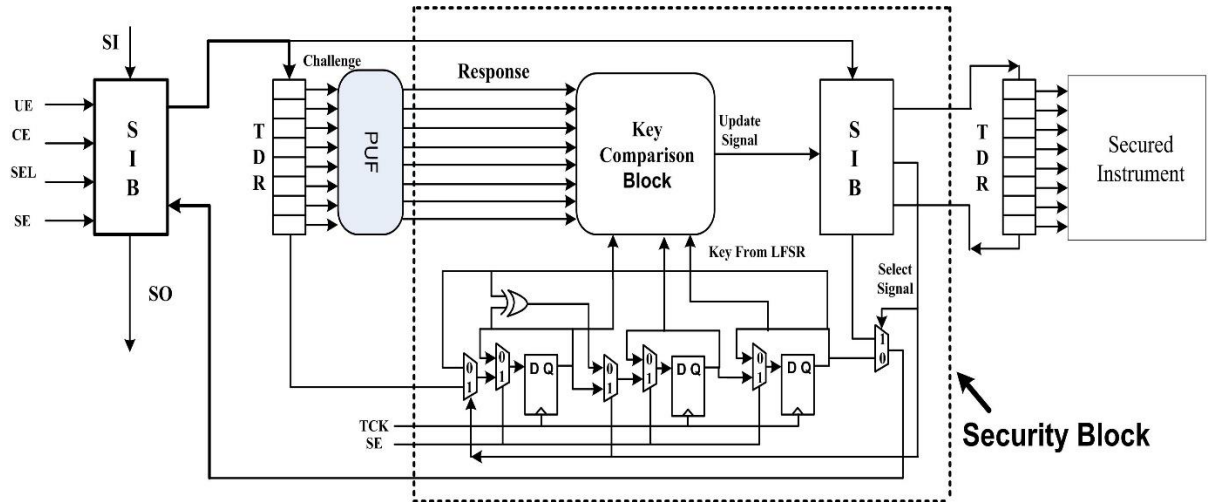 SI
UE
CE
SEL
SE
S
I
B
SO
T
D
R
Challenge
PUF
Response
Key
Comparison
Block
Update
Signal
S
I
B
T
D
R
Secured
Instrument
Key From LFSR
Select
Signal
0
1
0
1
D Q
0
1
0
1
D Q
0
1
D Q
1
0
TCK
SE
Security Block